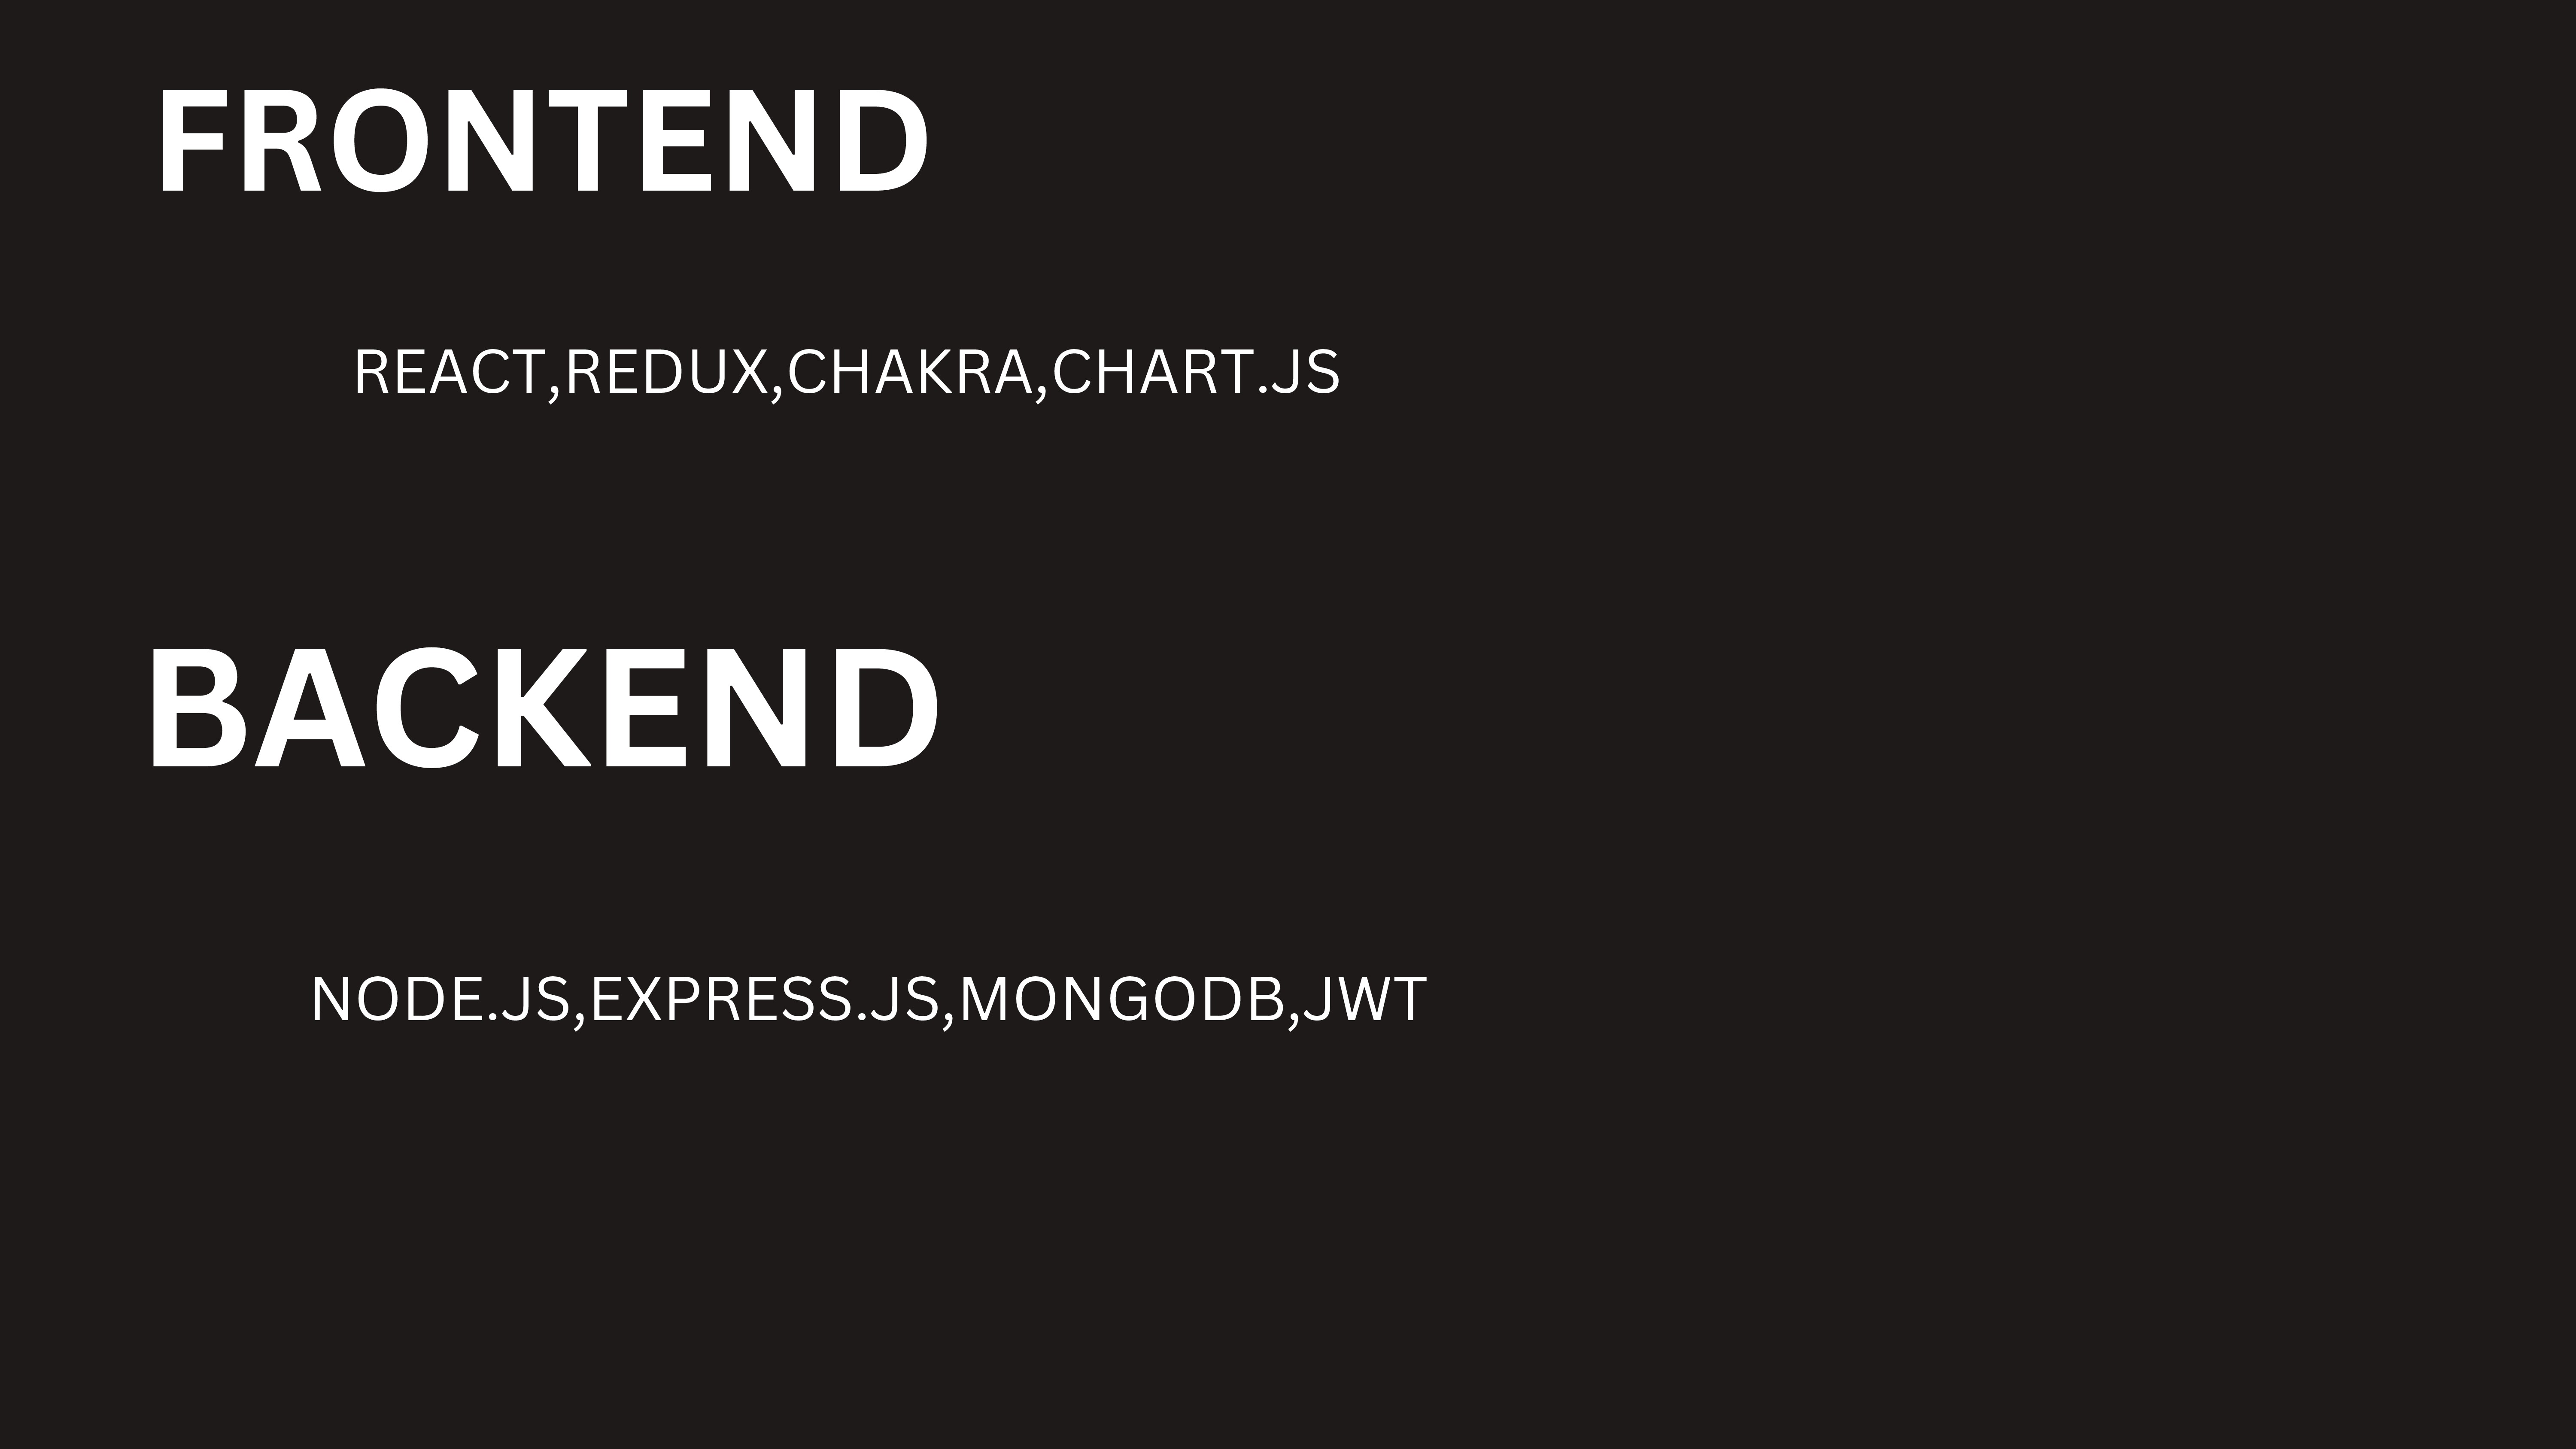 FRONTEND
REACT,REDUX,CHAKRA,CHART.JS
BACKEND
NODE.JS,EXPRESS.JS,MONGODB,JWT